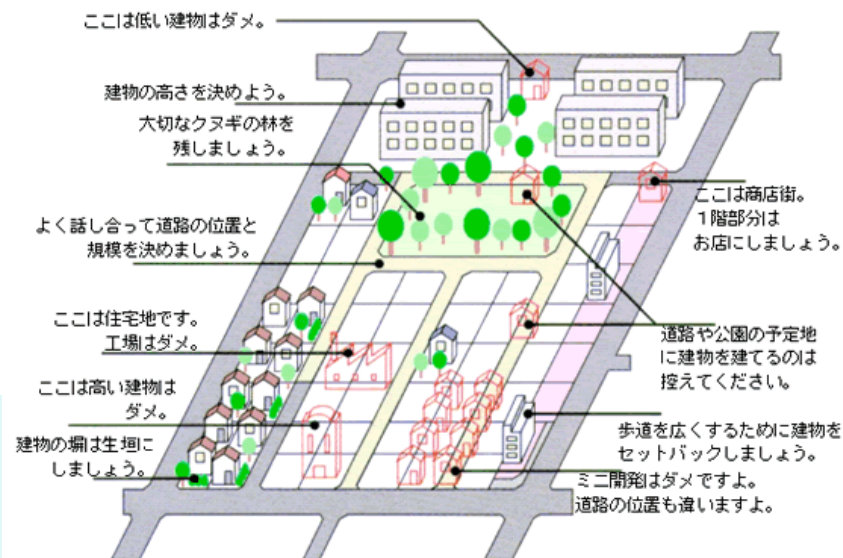 ここは低い建物はダメ。
建物の高さを決めよう。
大切なクヌギの林を
残しましょう。
よく話し合って道路の位置と
規模を決めましょう。
ここは住宅地です。
工場はダメ。
ここは高い建物は
ダメ。
建物の塀は生垣に
しましょう。
ここは商店街。
1階部分は
お店にしましょう。
道路や公園の予定地
に建物を建てるのは
控えてください。
歩道を広くするために建物を
セットバックしましょう。
ミニ開発はダメですよ。
道路の位置も違いますよ。